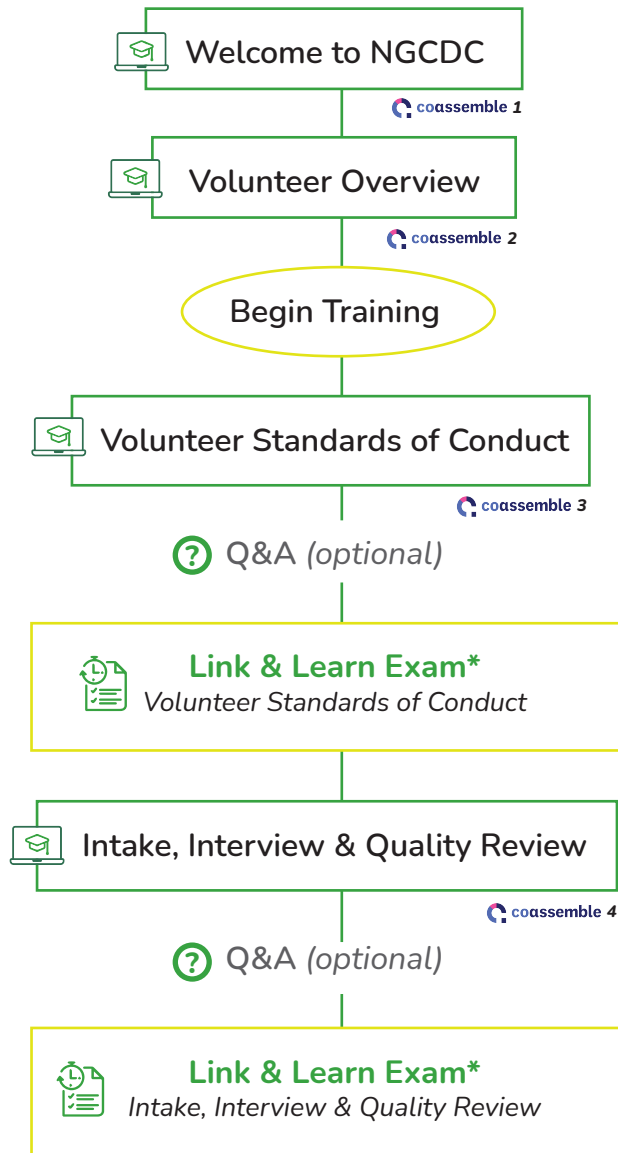 Welcome to NGCDC
coassemble 1
Volunteer Overview
coassemble 2
Begin Training
Volunteer Standards of Conduct
coassemble 3
? Q&A (optional)
Link & Learn Exam*
Volunteer Standards of Conduct
Intake, Interview & Quality Review
coassemble 4
? Q&A (optional)
Link & Learn Exam*
Intake, Interview & Quality Review